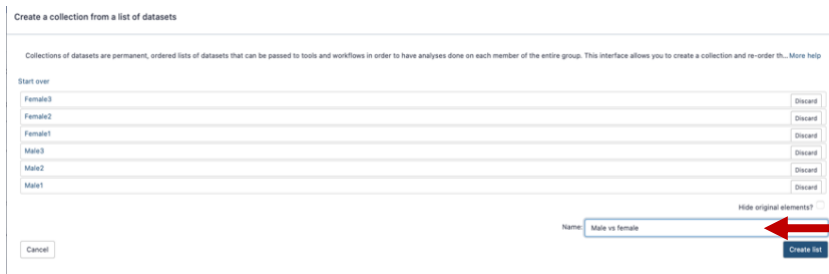 Create a collection from a list of datasets
Collections of datasets are permanent, ordered lists of datasets that can be passed to tools and workflows in order to have analyses done on each member of the entire group. This interface allows you to create a collection and re-order th... More help
Start over
Female3 Discard
Female2 Discard
Female1 Discard
Male3 Discard
Male2 Discard
Male1 Discard
Hide original elements?
Name: Male vs female
Cancel Create list